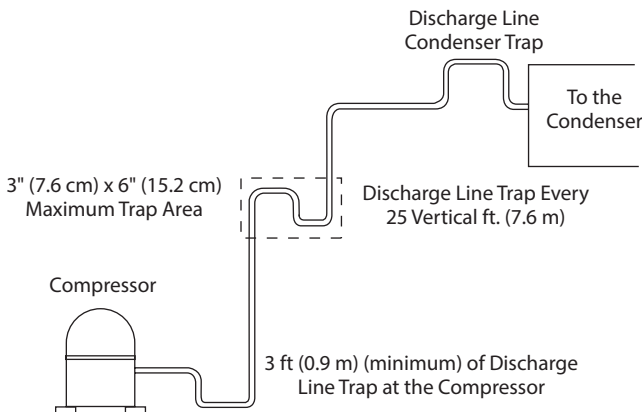 Discharge Line
Condenser Trap
To the
Condenser
3" (7.6 cm) x 6" (15.2 cm)
Maximum Trap Area
Discharge Line Trap Every
25 Vertical ft. (7.6 m)
Compressor
3 ft (0.9 m) (minimum) of Discharge
Line Trap at the Compressor